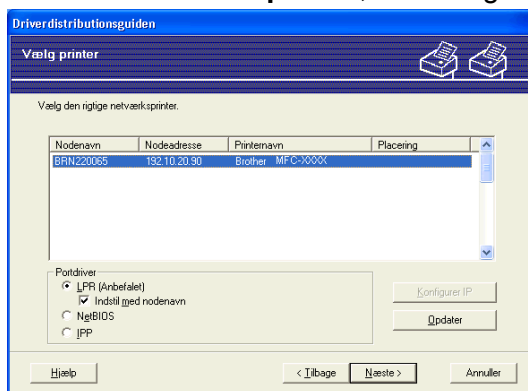 Driverdistributionsguiden
Vælg printer
Vælg den rigtige netværksprinter.
Nodenavn Nodeadresse Printernavn Placering
BRN220065 192.10.20.90 Brother MFC-XXXX
Portdriver
LPR (Anbefalet)
Indstil med nodenavn
NetBIOS
IPP
Konfigurer IP
Opdater
Hjælp < Tilbage Næste > Annuller